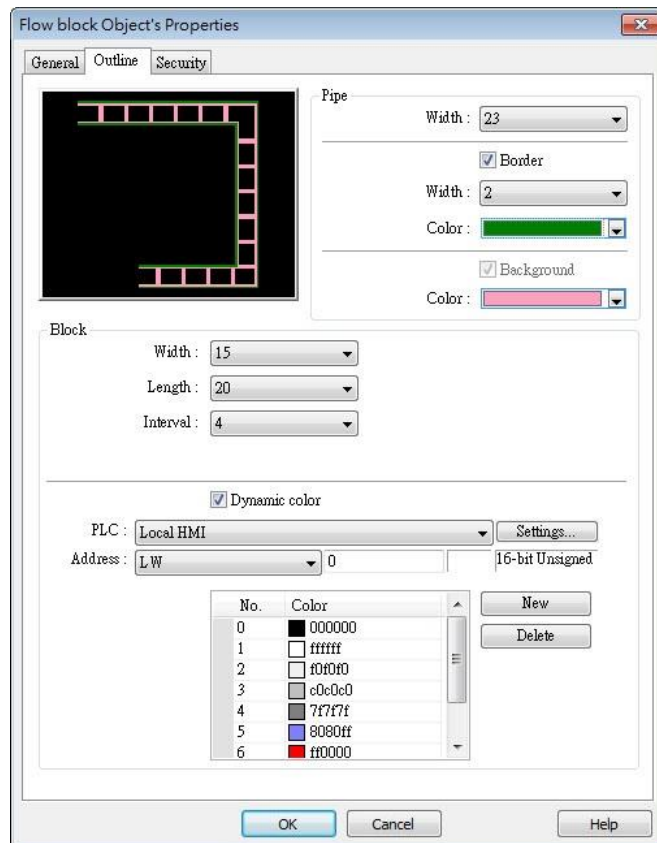 Flow block Object's Properties
General Outline Security
Pipe
Width : 23
Border
Width : 2
Color :
Background
Color :
Block
Width : 15
Length : 20
Interval : 4
Dynamic color
PLC : Local HMI Settings...
Address : LW 0 16-bit Unsigned
No. Color
0 000000
1 ffffff
2 f0f0f0
3 c0c0c0
4 7f7f7f
5 8080ff
6 ff0000
New
Delete
OK Cancel Help